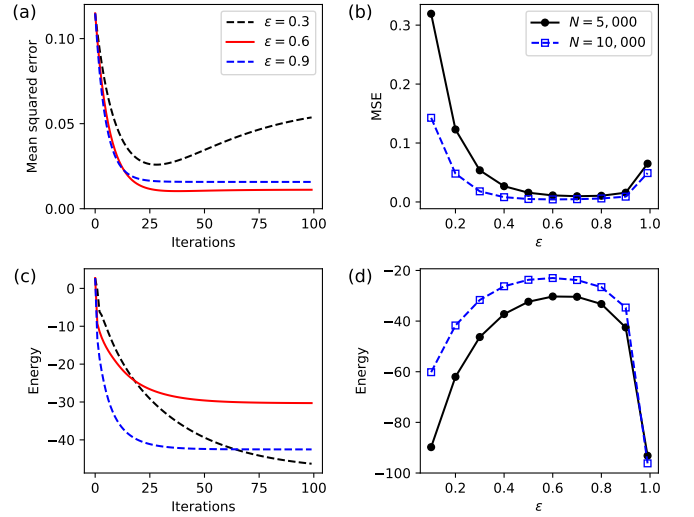 (a)
Mean squared error
0.10
0.05
0.00
0
25
50
75
100
Iterations
ε = 0.3
ε = 0.6
ε = 0.9
(b)
MSE
0.3
0.2
0.1
0.0
0.2
0.4
0.6
0.8
1.0
ε
N = 5, 000
N = 10, 000
(c)
Energy
0
−10
−20
−30
−40
0
25
50
75
100
Iterations
(d)
Energy
−20
−40
−60
−80
−100
0.2
0.4
0.6
0.8
1.0
ε